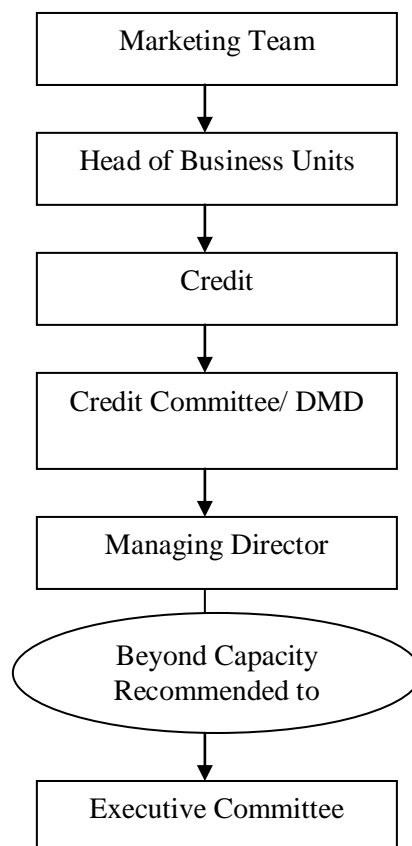 Marketing Team
Head of Business Units
Credit
Credit Committee/ DMD
Managing Director
Beyond Capacity
Recommended to
Executive Committee